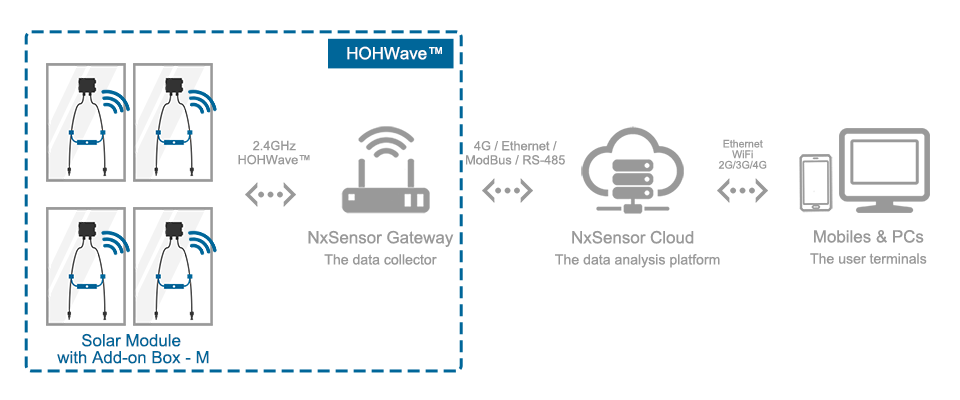 HOHWave™
2.4GHz
HOHWave™
4G / Ethernet /
ModBus / RS-485
Ethernet
WiFi
2G/3G/4G
NxSensor Gateway
The data collector
NxSensor Cloud
The data analysis platform
Mobiles & PCs
The user terminals
Solar Module
with Add-on Box - M